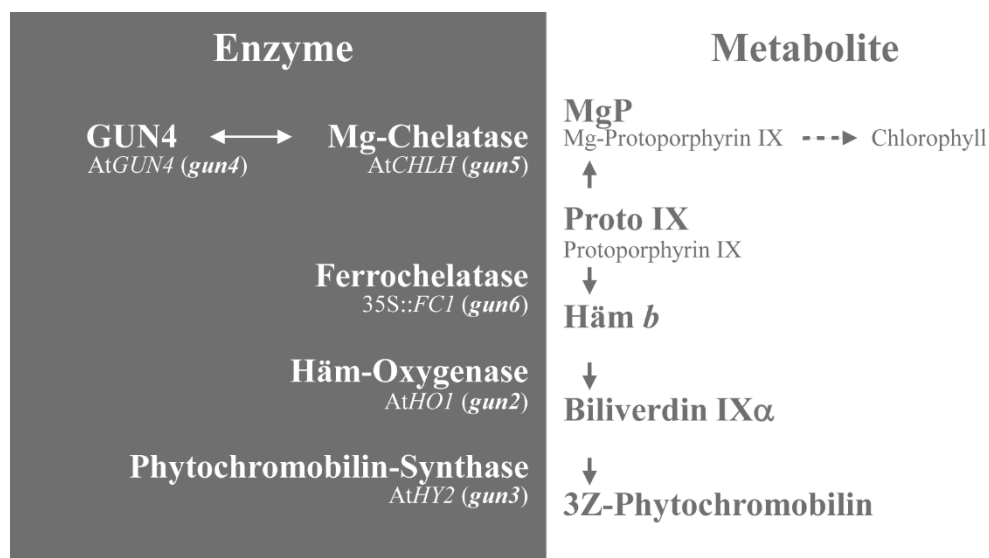 Enzyme
Metabolite
GUN4
AtGUN4 (gun4)
Mg-Chelatase
AtCHLH (gun5)
MgP
Mg-Protoporphyrin IX
Chlorophyll
Proto IX
Protoporphyrin IX
Ferrochelatase
35S::FC1 (gun6)
Häm b
Häm-Oxygenase
AtHO1 (gun2)
Biliverdin IXα
Phytochromobilin-Synthase
AtHY2 (gun3)
3Z-Phytochromobilin